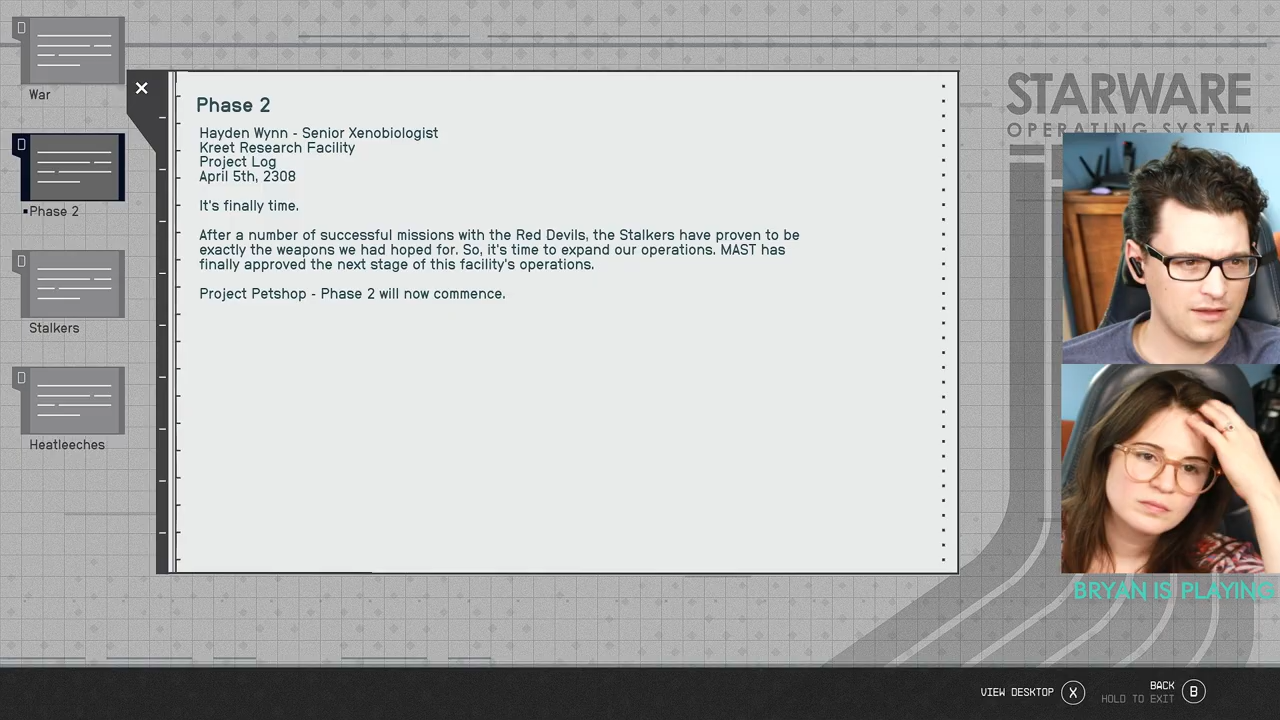 War
Phase 2
Stalkers
Heatleeches
Phase 2
Hayden Wynn - Senior Xenobiologist
Kreet Research Facility
Project Log
April 5th, 2308
It's finally time.
After a number of successful missions with the Red Devils, the Stalkers have proven to be
exactly the weapons we had hoped for. So, it's time to expand our operations. MAST has
finally approved the next stage of this facility's operations.
Project Petshop - Phase 2 will now commence.
STARWARE
OPERATING SYSTEM
BRYAN IS PLAYING
VIEW DESKTOP X
BACK B
HOLD TO EXIT